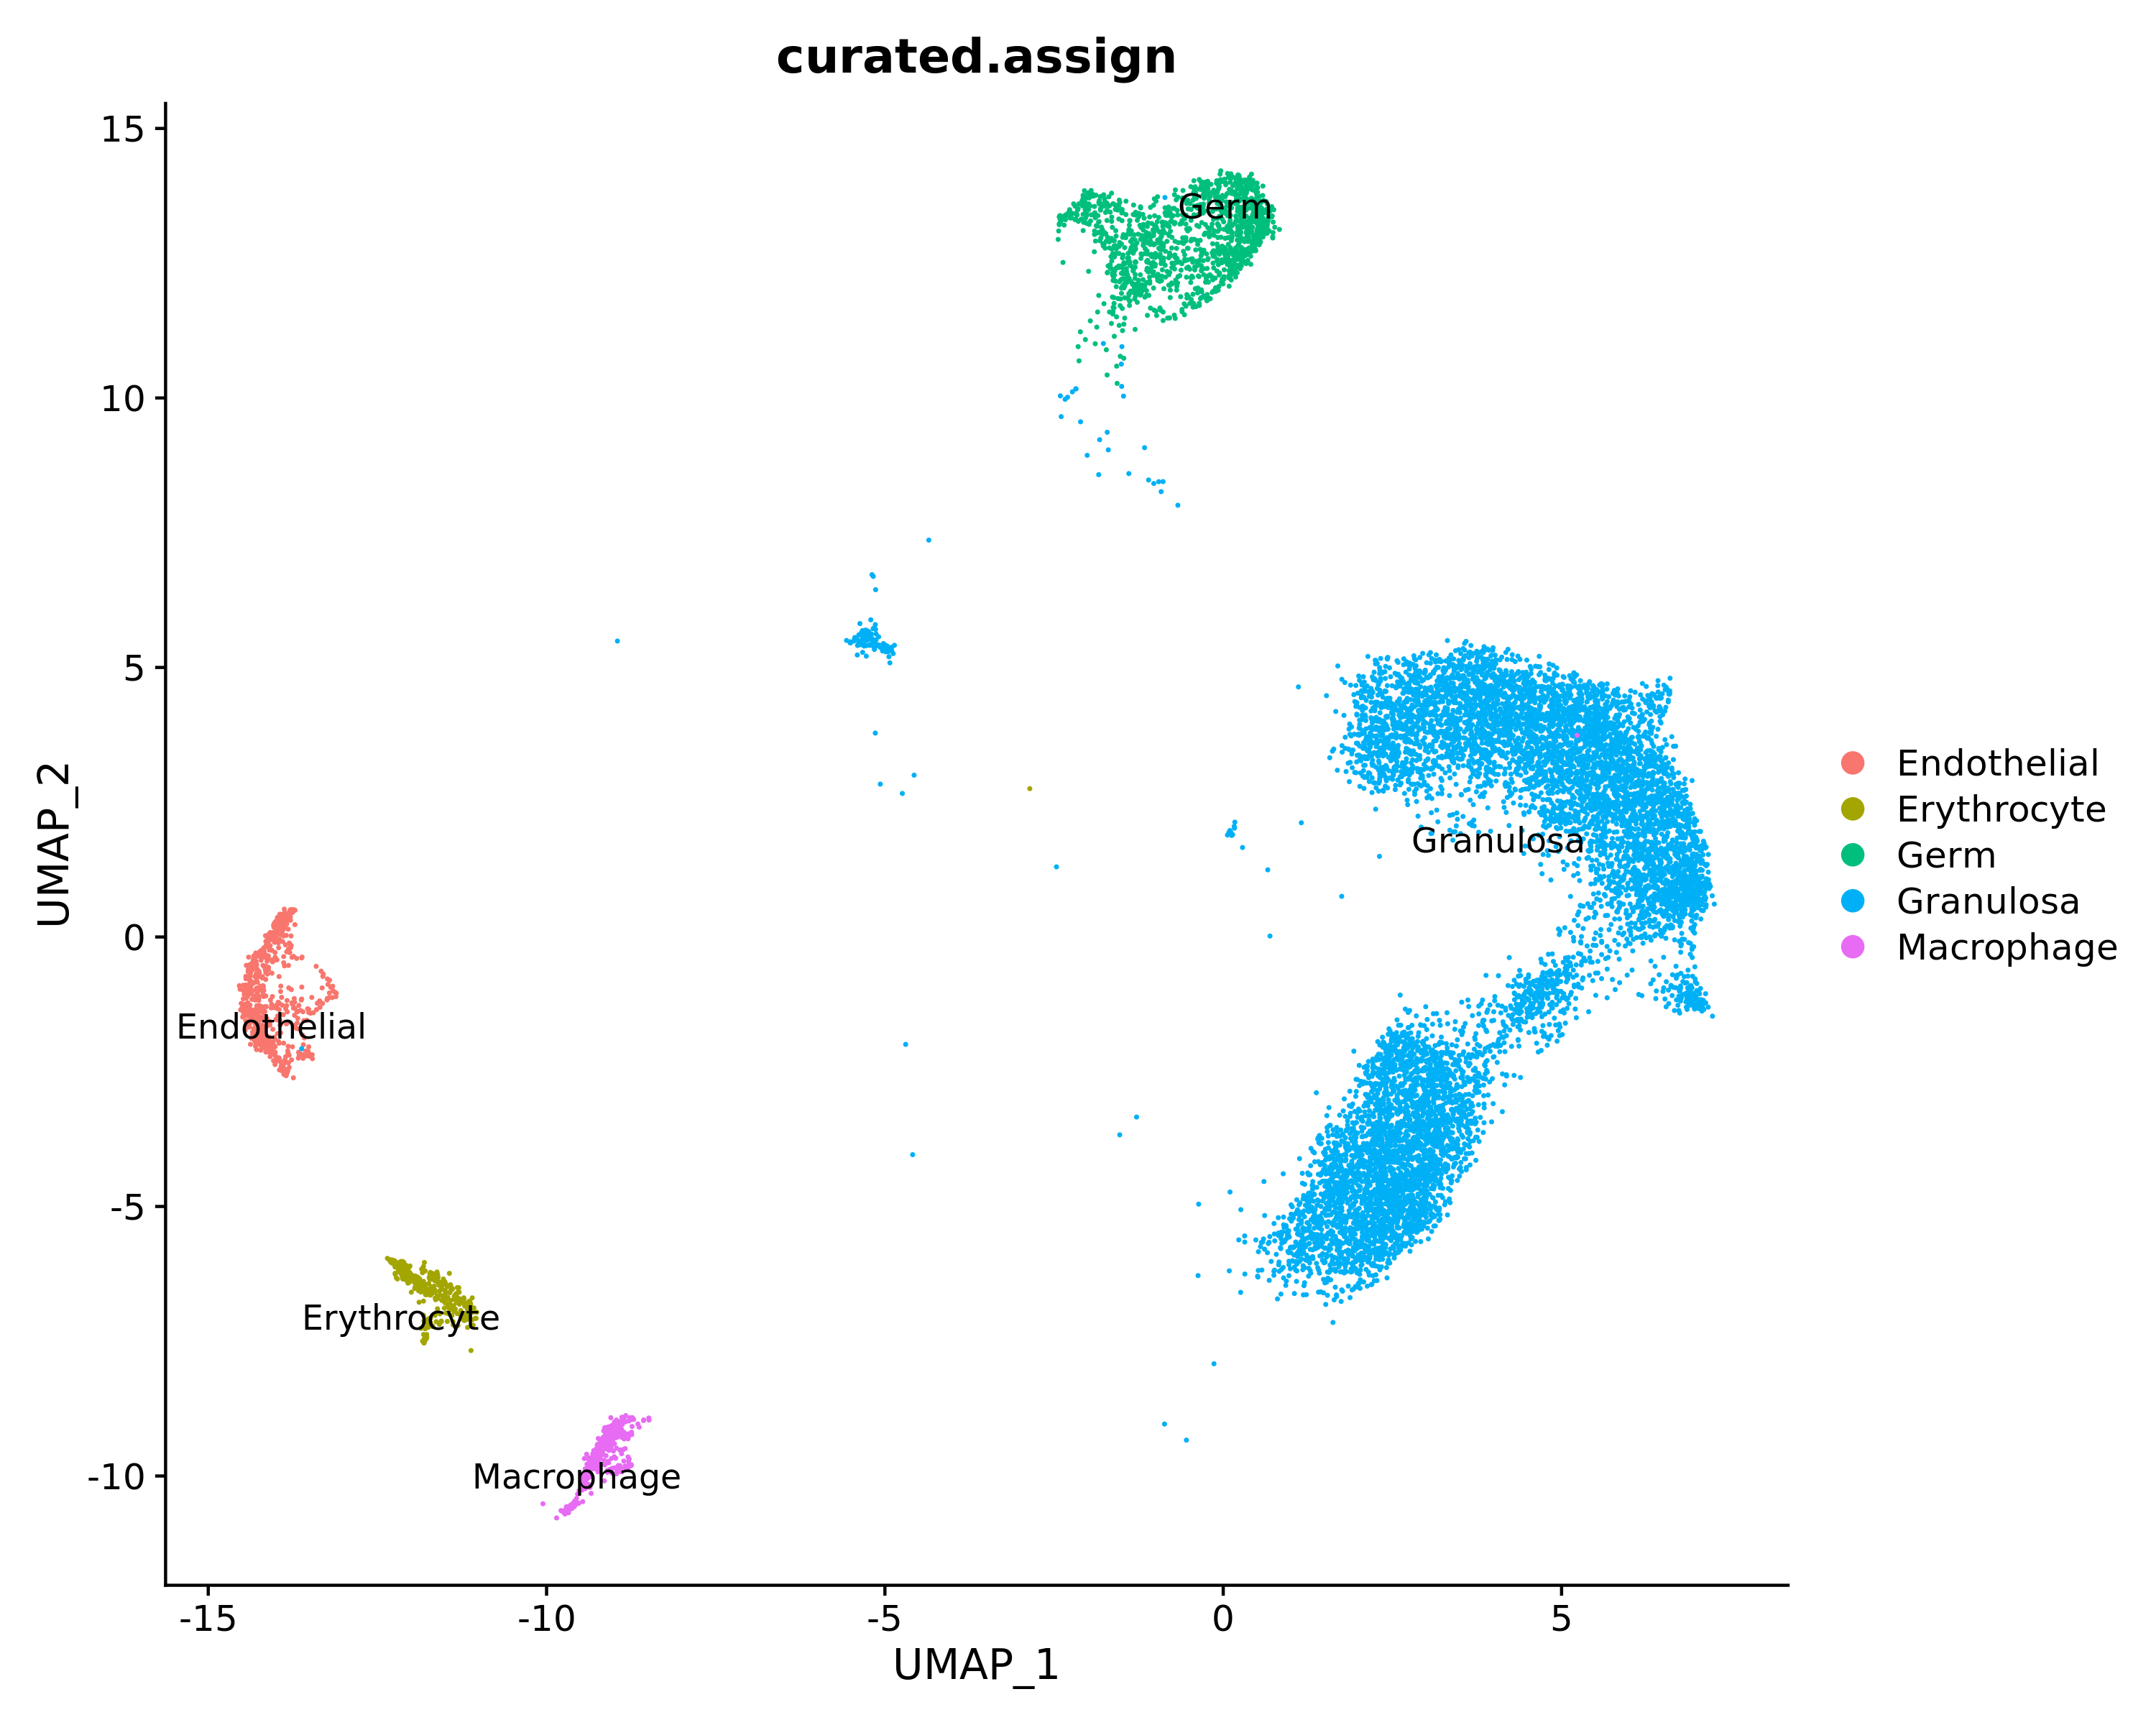 curated.assign
15
10
5
0
-5
-10
UMAP_2
Germ
Granulosa
Endothelial
Erythrocyte
Macrophage
-15
-10
-5
0
5
UMAP_1
Endothelial
Erythrocyte
Germ
Granulosa
Macrophage